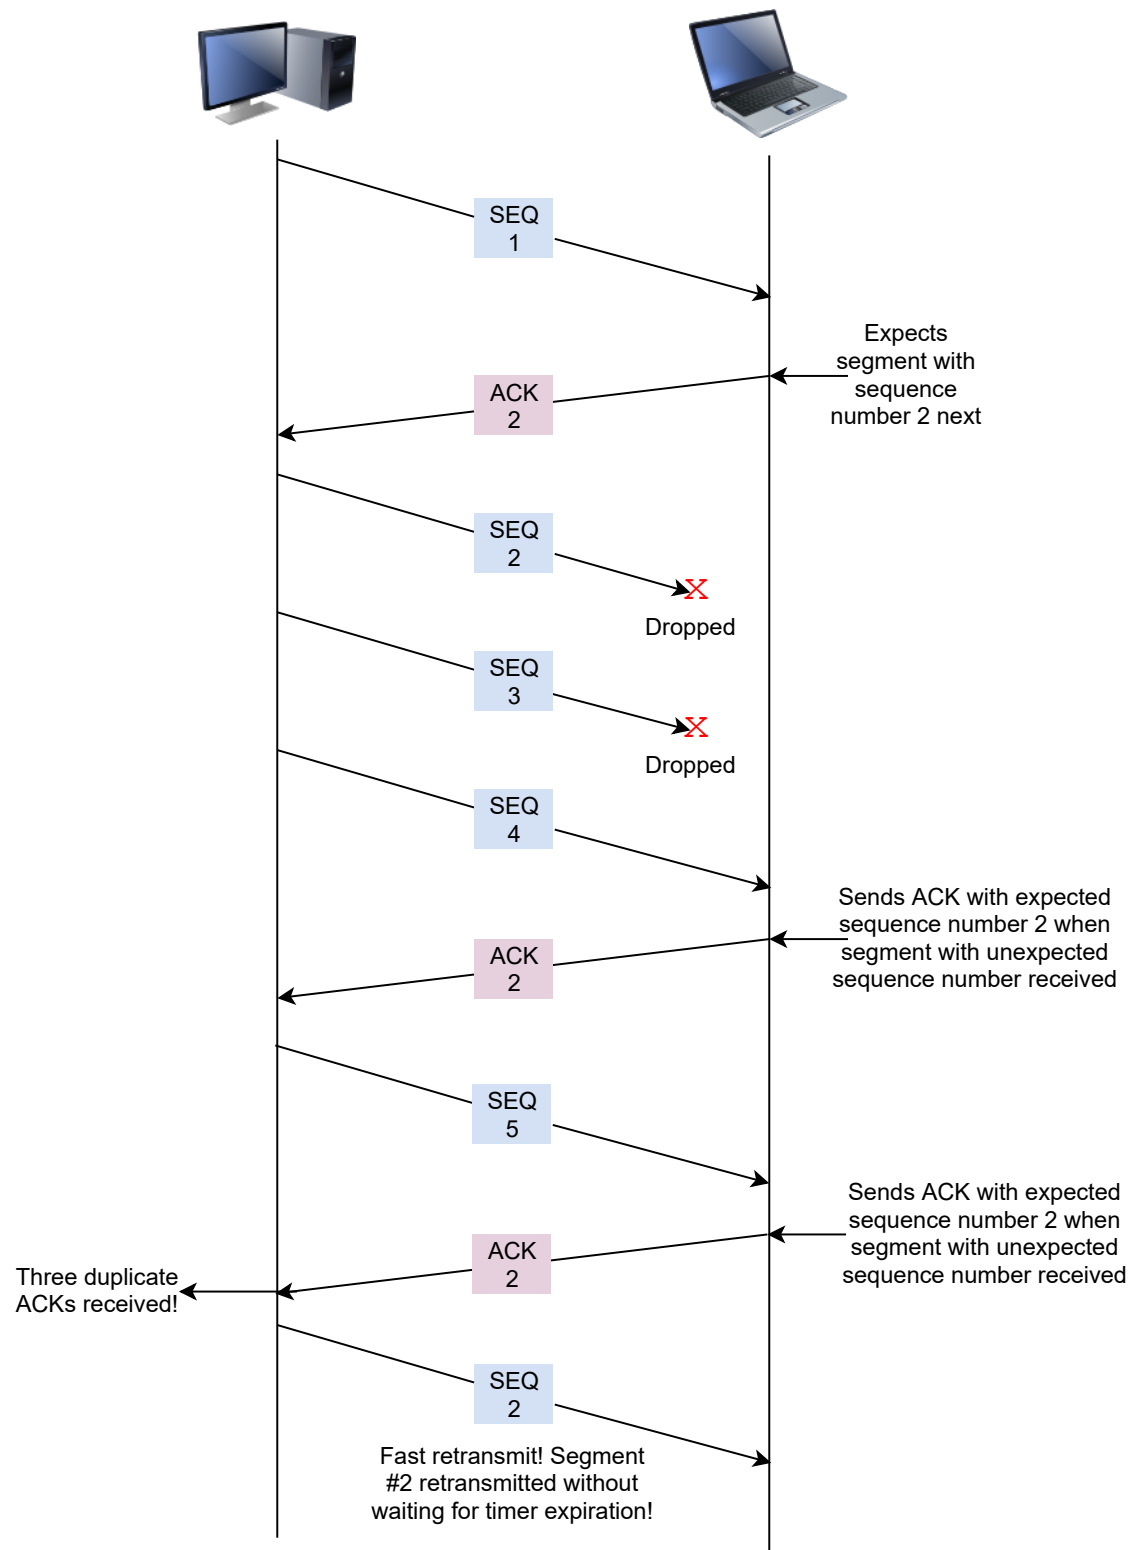 SEQ
1
Expects
segment with
sequence
number 2 next
ACK
2
SEQ
2
X
Dropped
SEQ
3
X
Dropped
SEQ
4
Sends ACK with expected
sequence number 2 when
segment with unexpected
sequence number received
ACK
2
SEQ
5
Sends ACK with expected
sequence number 2 when
segment with unexpected
sequence number received
ACK
2
Three duplicate
ACKs received!
SEQ
2
Fast retransmit! Segment
#2 retransmitted without
waiting for timer expiration!